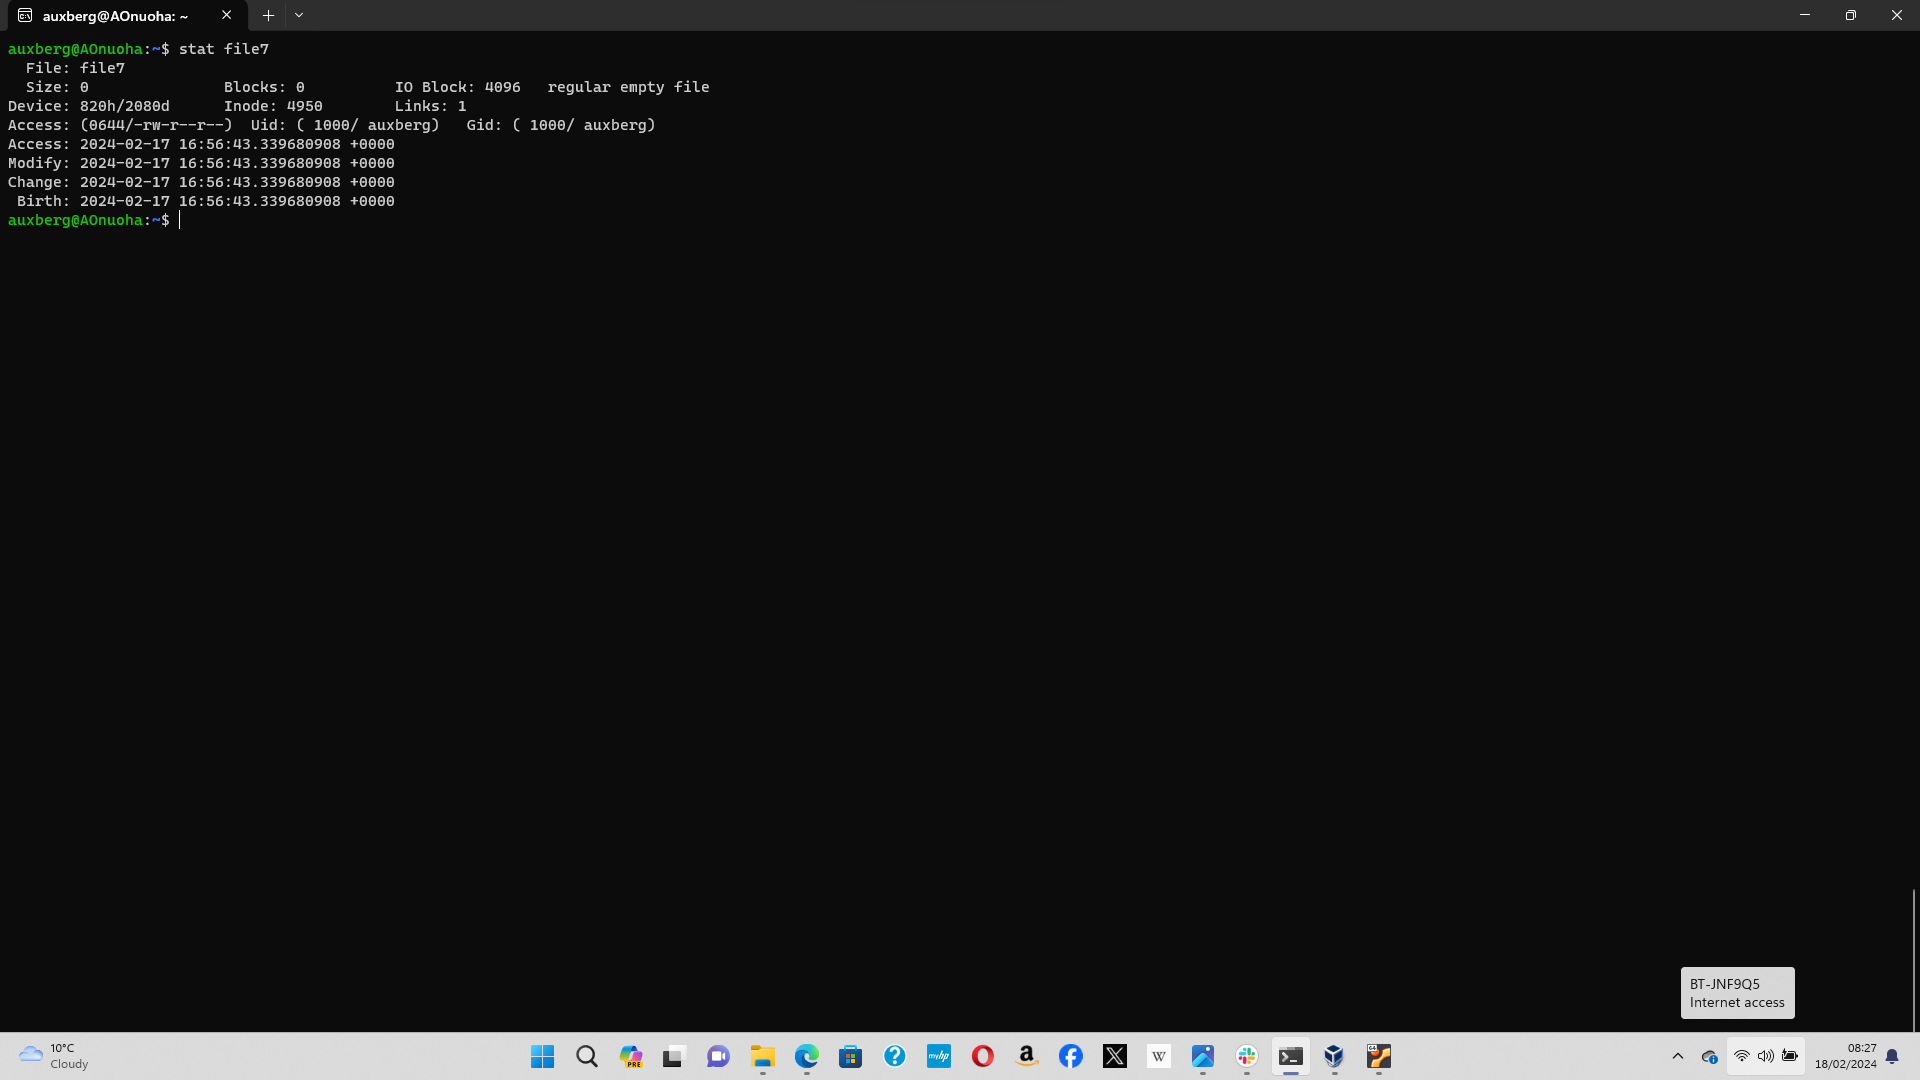 auxberg@AOnuoha: ~
auxberg@AOnuoha:~$ stat file7
  File: file7
  Size: 0               Blocks: 0          IO Block: 4096   regular empty file
Device: 820h/2080d      Inode: 4950        Links: 1
Access: (0644/-rw-r--r--)  Uid: ( 1000/ auxberg)   Gid: ( 1000/ auxberg)
Access: 2024-02-17 16:56:43.339680908 +0000
Modify: 2024-02-17 16:56:43.339680908 +0000
Change: 2024-02-17 16:56:43.339680908 +0000
 Birth: 2024-02-17 16:56:43.339680908 +0000
auxberg@AOnuoha:~$
BT-JNF9Q5
Internet access
10°C
Cloudy
PRE
myhp
a
W
08:27
18/02/2024